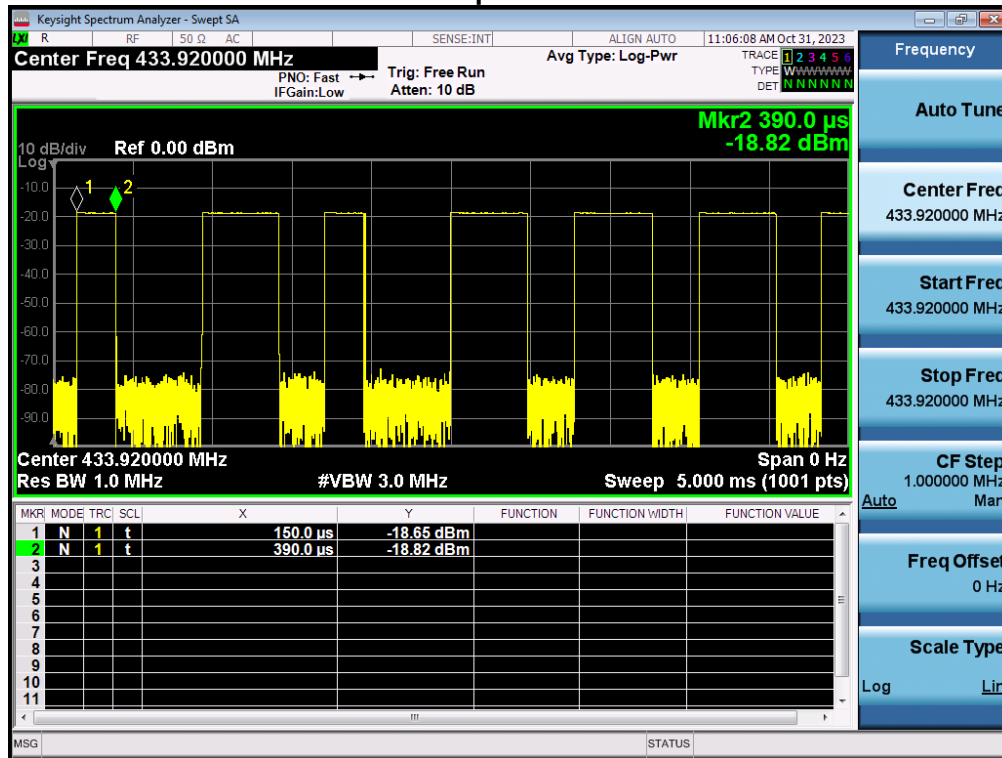 Keysight Spectrum Analyzer - Swept SA
LXI R RF 50 Ω AC SENSE:INT ALIGN AUTO 11:06:08 AM Oct 31, 2023
Center Freq 433.920000 MHz
PNO: Fast
IFGain:Low
Trig: Free Run
Atten: 10 dB
Avg Type: Log-Pwr
TRACE 1 2 3 4 5 6
TYPE WWWWWW
DET N N N N N N
Mkr2 390.0 µs
-18.82 dBm
10 dB/div Ref 0.00 dBm
Log
-10.0
-20.0
-30.0
-40.0
-50.0
-60.0
-70.0
-80.0
-90.0
1
2
Center 433.920000 MHz Span 0 Hz
Res BW 1.0 MHz #VBW 3.0 MHz Sweep 5.000 ms (1001 pts)
MKR MODE TRC SCL X Y FUNCTION FUNCTION WIDTH FUNCTION VALUE
1 N 1 t 150.0 µs -18.65 dBm
2 N 1 t 390.0 µs -18.82 dBm
3
4
5
6
7
8
9
10
11
MSG STATUS
Frequency
Auto Tune
Center Freq
433.920000 MHz
Start Freq
433.920000 MHz
Stop Freq
433.920000 MHz
CF Step
1.000000 MHz
Auto Man
Freq Offset
0 Hz
Scale Type
Log Lin